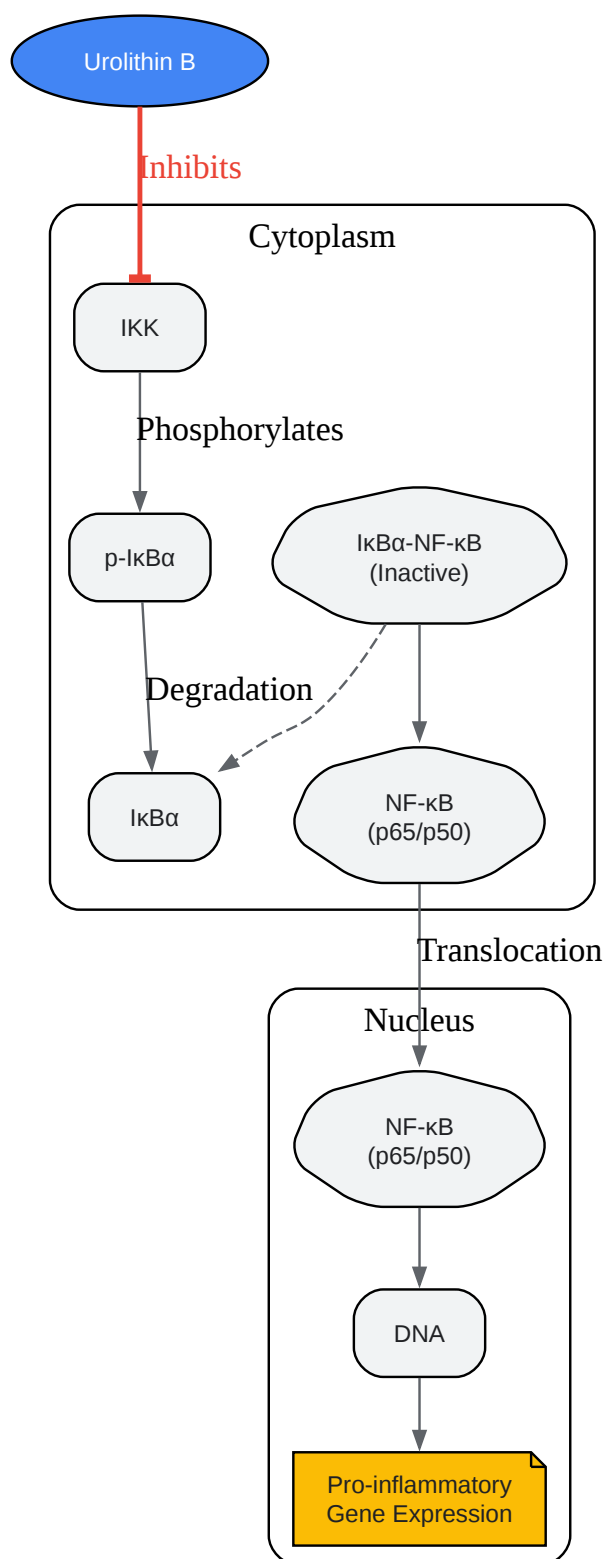 Urolithin B
Inhibits
Cytoplasm
IKK
Phosphorylates
p-IκBα
IκBα-NF-κB
(Inactive)
Degradation
IκBα
NF-κB
(p65/p50)
Translocation
Nucleus
NF-κB
(p65/p50)
DNA
Pro-inflammatory
Gene Expression